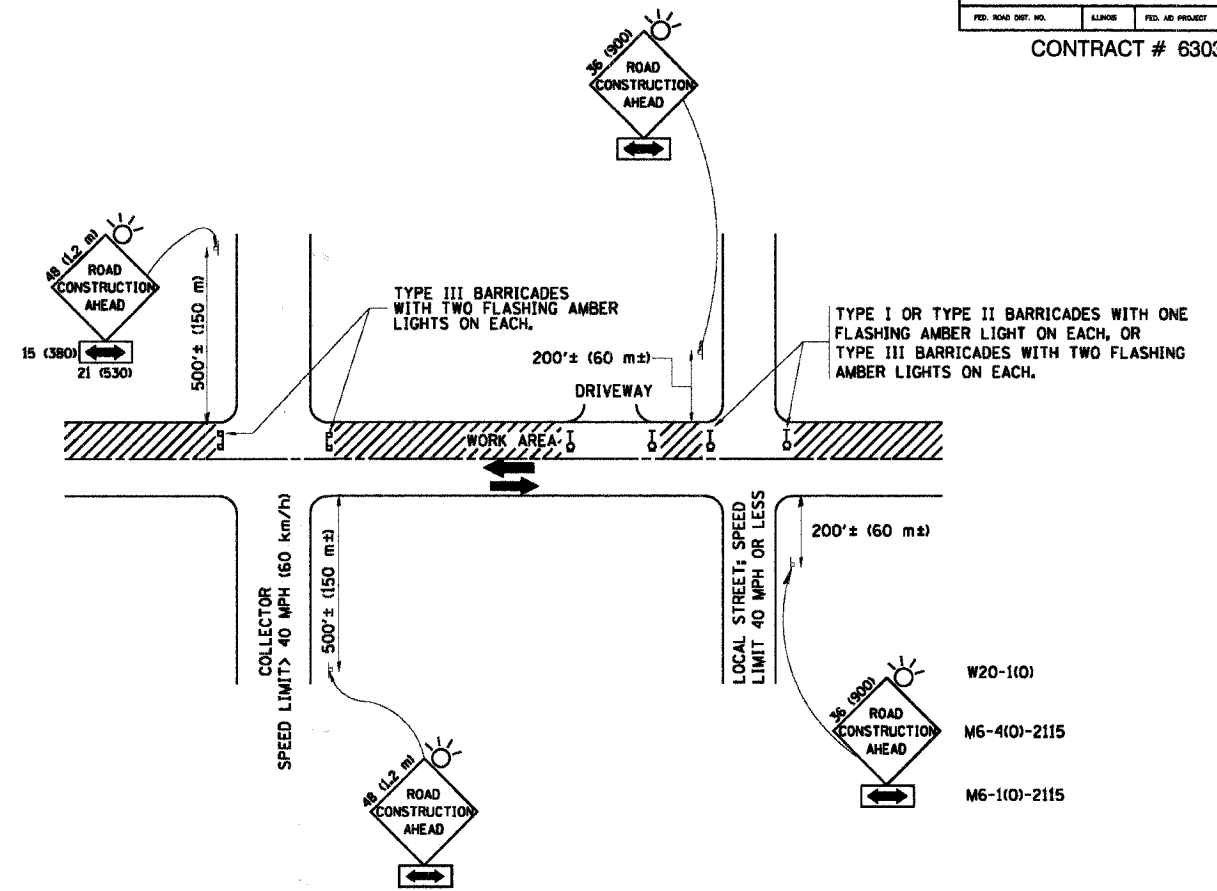 FED. ROAD DIST. NO. ILLINOIS FED. AID PROJECT
CONTRACT # 6303
36 (900)
ROAD
CONSTRUCTION
AHEAD
48 (1.2 m)
ROAD
CONSTRUCTION
AHEAD
15 (380)
21 (530)
500'± (150 m)
TYPE III BARRICADES
WITH TWO FLASHING AMBER
LIGHTS ON EACH.
200'± (60 m±)
DRIVEWAY
TYPE I OR TYPE II BARRICADES WITH ONE
FLASHING AMBER LIGHT ON EACH, OR
TYPE III BARRICADES WITH TWO FLASHING
AMBER LIGHTS ON EACH.
WORK AREA
COLLECTOR
SPEED LIMIT> 40 MPH (60 km/h)
500'± (150 m±)
LOCAL STREET; SPEED
LIMIT 40 MPH OR LESS
200'± (60 m±)
48 (1.2 m)
ROAD
CONSTRUCTION
AHEAD
36 (900)
ROAD
CONSTRUCTION
AHEAD
W20-1(O)
M6-4(O)-2115
M6-1(O)-2115